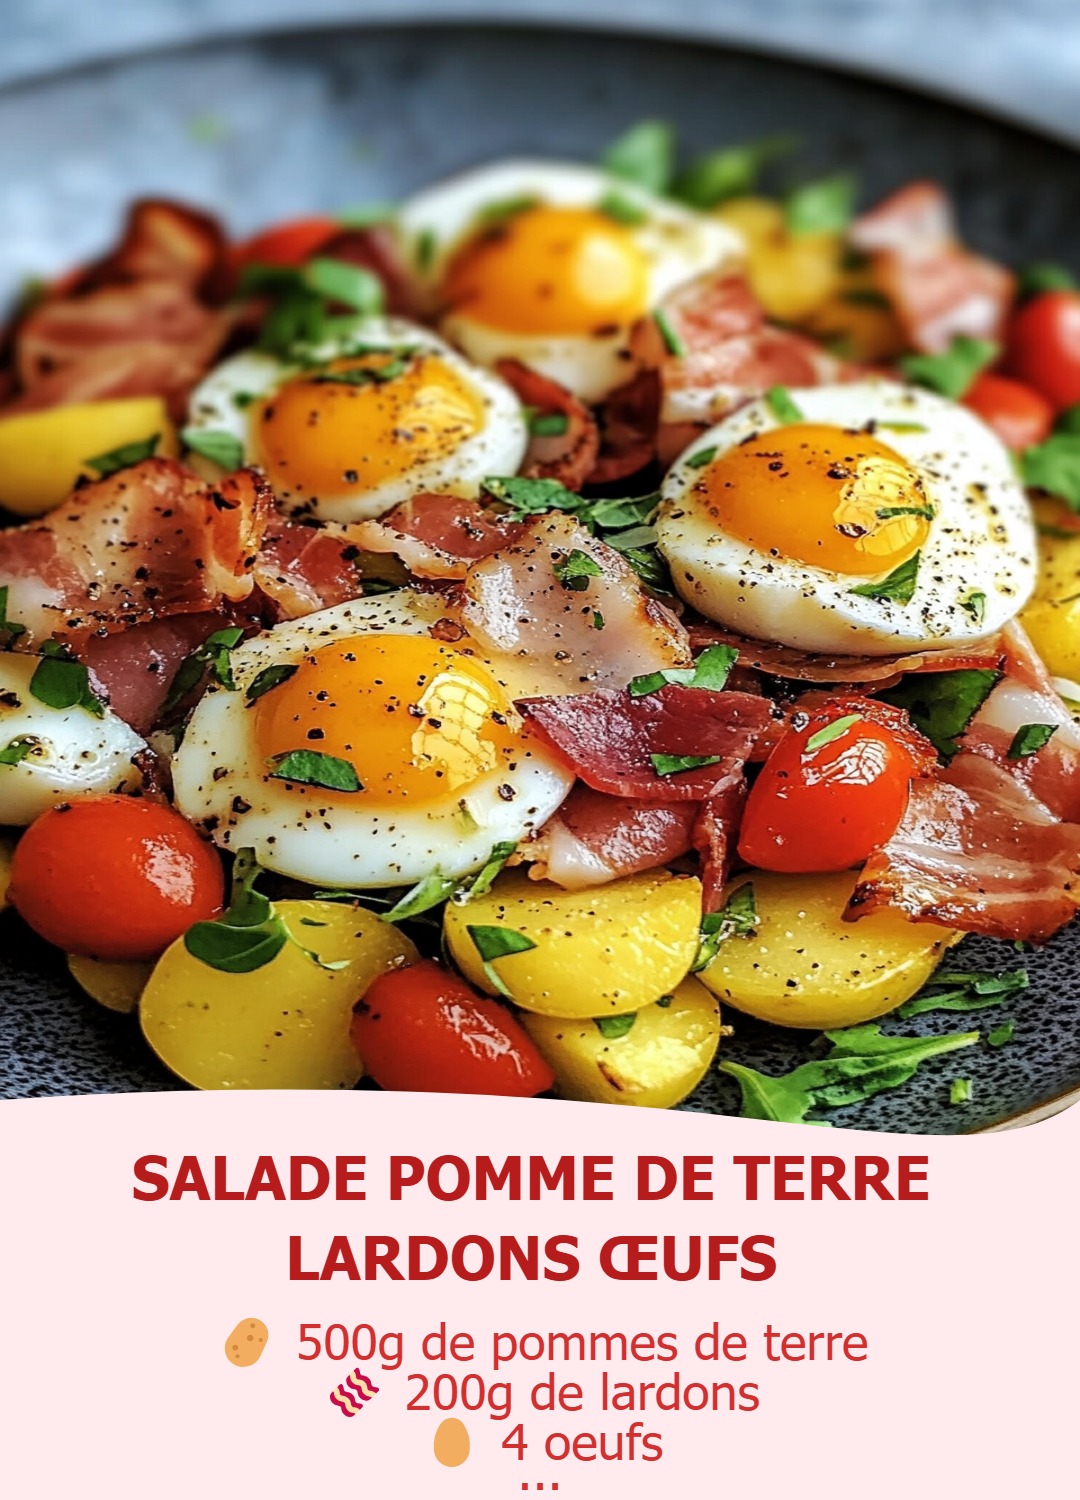 SALADE POMME DE TERRE
LARDONS ŒUFS
500g de pommes de terre
200g de lardons
4 oeufs
...